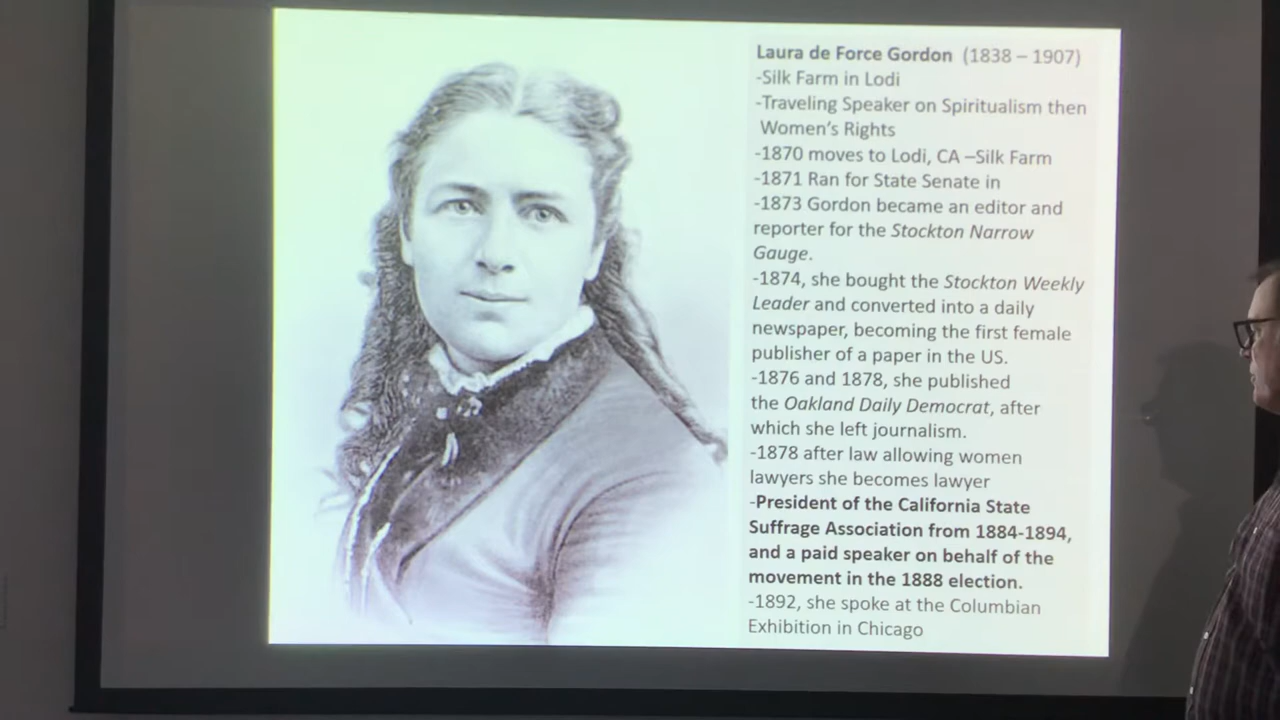 Laura de Force Gordon (1838 – 1907)
-Silk Farm in Lodi
-Traveling Speaker on Spiritualism then
Women's Rights
-1870 moves to Lodi, CA –Silk Farm
-1871 Ran for State Senate in
-1873 Gordon became an editor and
reporter for the Stockton Narrow
Gauge.
-1874, she bought the Stockton Weekly
Leader and converted into a daily
newspaper, becoming the first female
publisher of a paper in the US.
-1876 and 1878, she published
the Oakland Daily Democrat, after
which she left journalism.
-1878 after law allowing women
lawyers she becomes lawyer
-President of the California State
Suffrage Association from 1884-1894,
and a paid speaker on behalf of the
movement in the 1888 election.
-1892, she spoke at the Columbian
Exhibition in Chicago